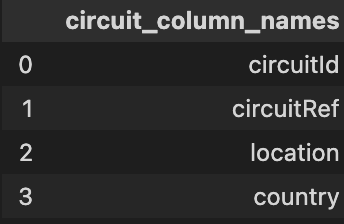 circuit_column_names
0 circuitId
1 circuitRef
2 location
3 country